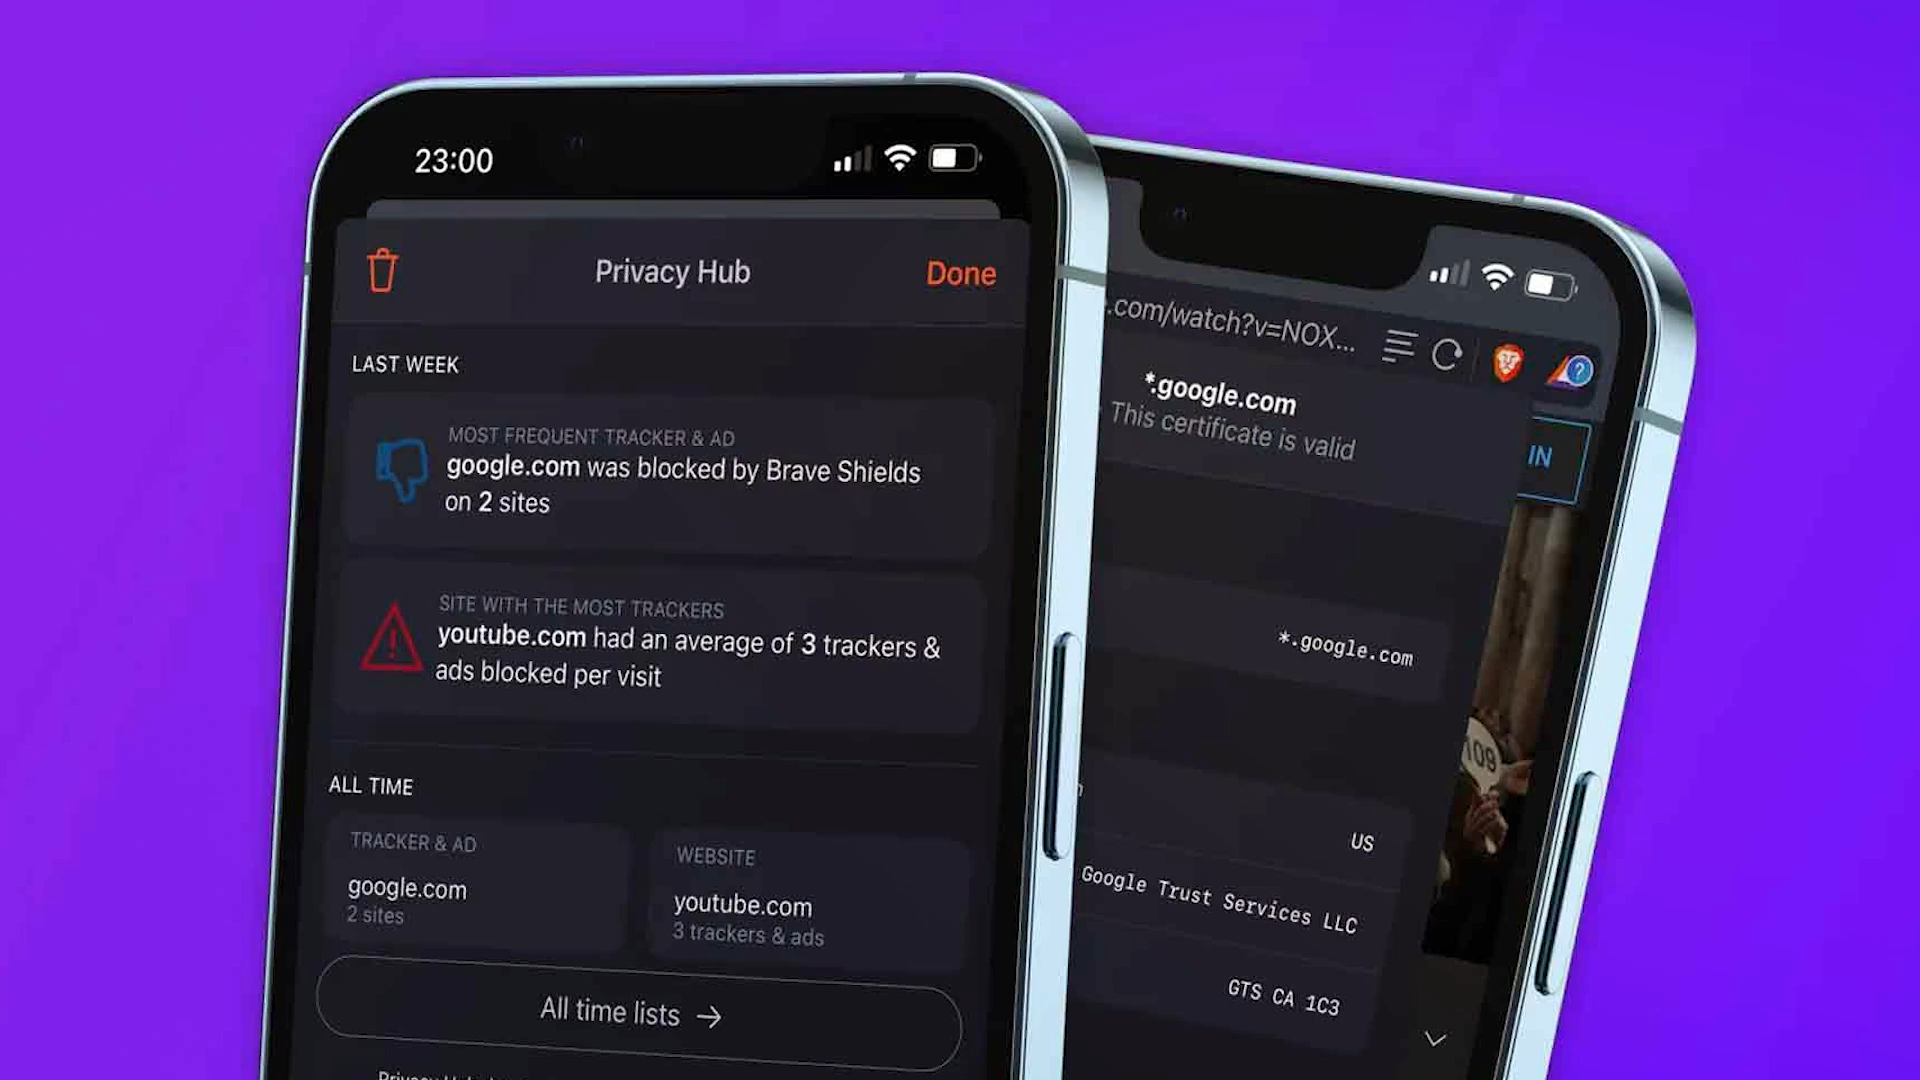 23:00
Privacy Hub
Done
LAST WEEK
MOST FREQUENT TRACKER & AD
google.com was blocked by Brave Shields
on 2 sites
SITE WITH THE MOST TRACKERS
youtube.com had an average of 3 trackers &
ads blocked per visit
ALL TIME
TRACKER & AD
google.com
2 sites
WEBSITE
youtube.com
3 trackers & ads
All time lists →
.com/watch?v=NOX...
*.google.com
This certificate is valid
IN
*.google.com
109
US
Google Trust Services LLC
GTS CA 1C3